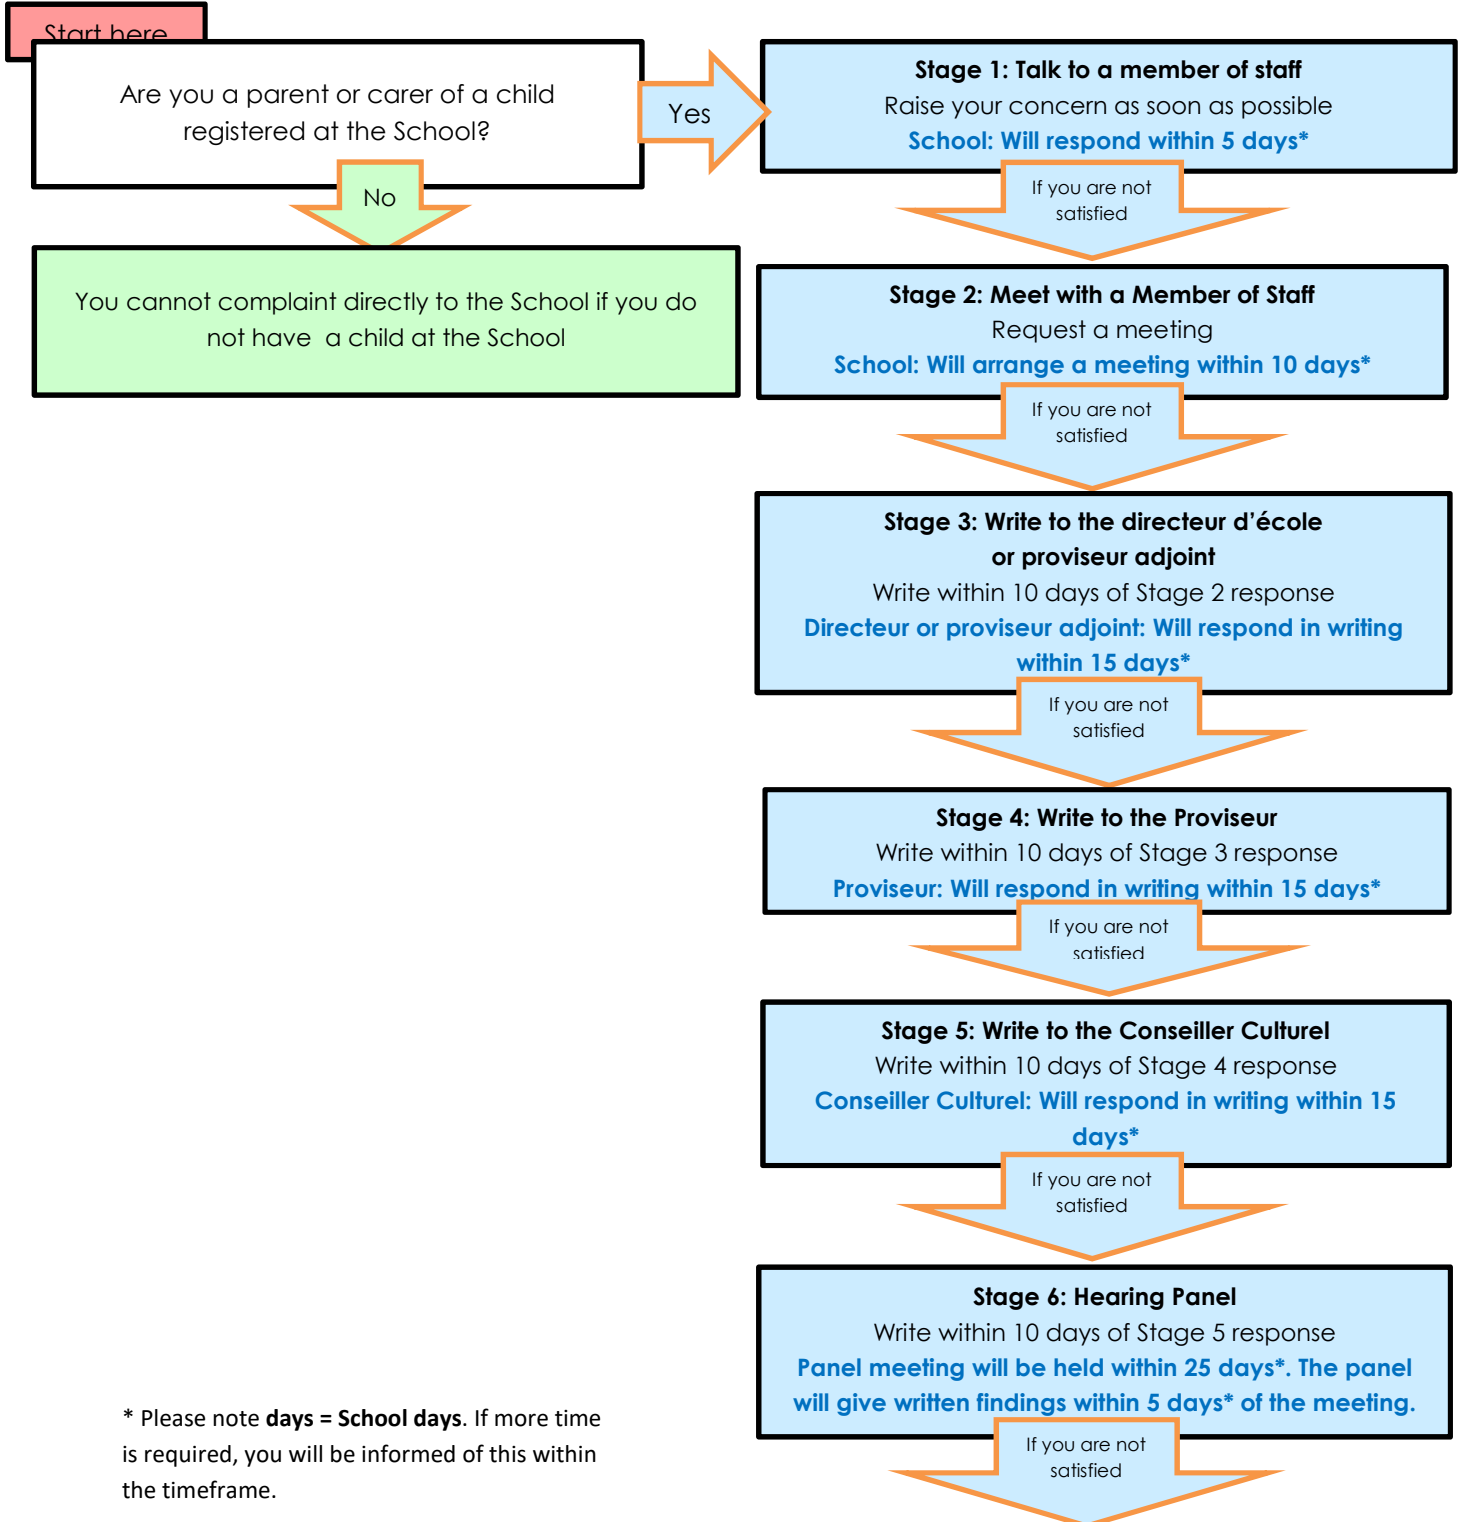 Start here
Are you a parent or carer of a child
registered at the School?
Yes
No
You cannot complaint directly to the School if you do
not have  a child at the School
Stage 1: Talk to a member of staff
Raise your concern as soon as possible
School: Will respond within 5 days*
If you are not
satisfied
Stage 2: Meet with a Member of Staff
Request a meeting
School: Will arrange a meeting within 10 days*
If you are not
satisfied
Stage 3: Write to the directeur d’école
or proviseur adjoint
Write within 10 days of Stage 2 response
Directeur or proviseur adjoint: Will respond in writing
within 15 days*
If you are not
satisfied
Stage 4: Write to the Proviseur
Write within 10 days of Stage 3 response
Proviseur: Will respond in writing within 15 days*
If you are not
satisfied
Stage 5: Write to the Conseiller Culturel
Write within 10 days of Stage 4 response
Conseiller Culturel: Will respond in writing within 15
days*
If you are not
satisfied
Stage 6: Hearing Panel
Write within 10 days of Stage 5 response
Panel meeting will be held within 25 days*. The panel
will give written findings within 5 days* of the meeting.
If you are not
satisfied
* Please note days = School days. If more time
is required, you will be informed of this within
the timeframe.